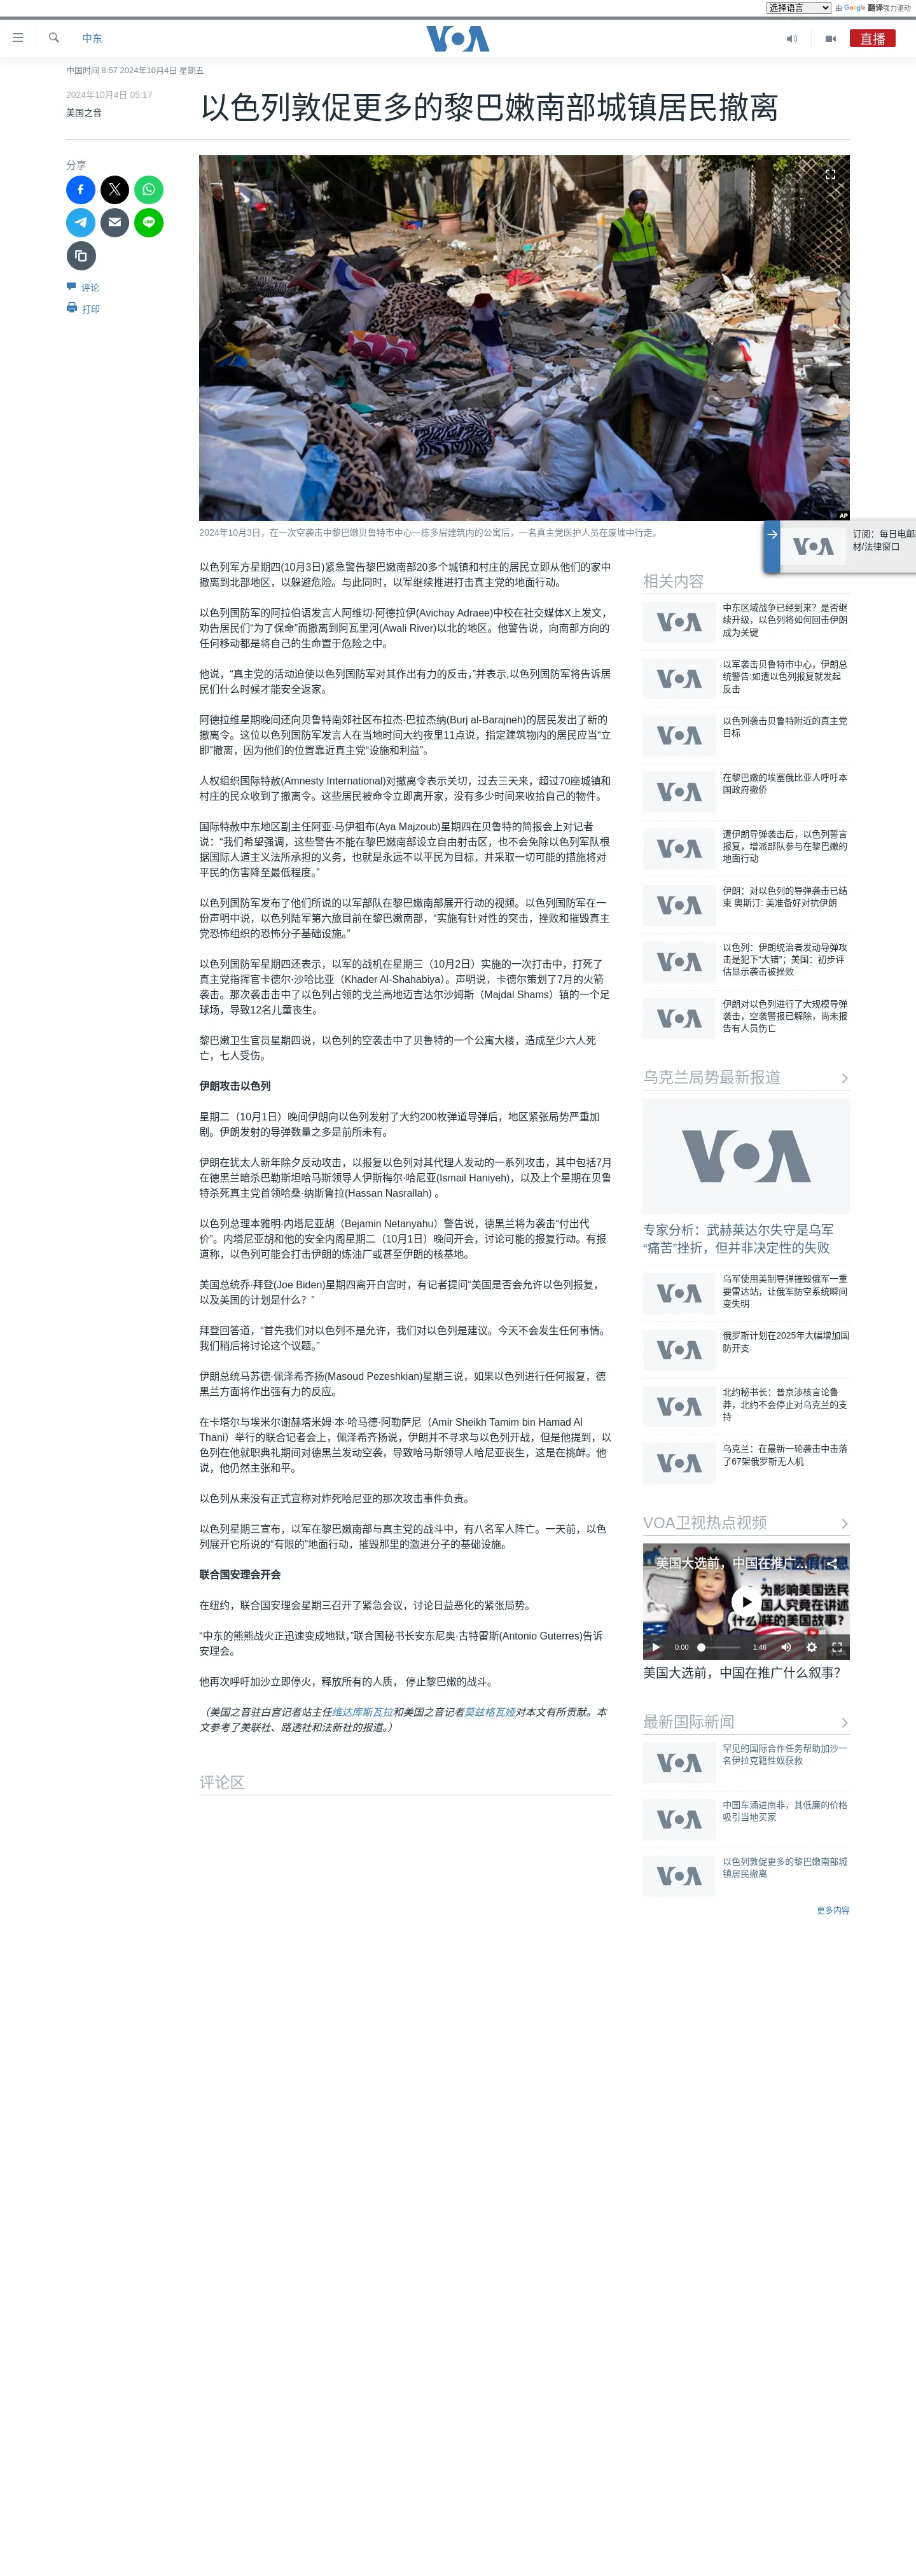 选择语言
由 Google 翻译强力驱动
中东
VOA
直播
中国时间 8:57 2024年10月4日 星期五
2024年10月4日 05:17
美国之音
以色列敦促更多的黎巴嫩南部城镇居民撤离
分享
评论
打印
AP
2024年10月3日，在一次空袭击中黎巴嫩贝鲁特市中心一栋多层建筑内的公寓后，一名真主党医护人员在废墟中行走。
订阅：每日电邮
材/法律窗口
以色列军方星期四(10月3日)紧急警告黎巴嫩南部20多个城镇和村庄的居民立即从他们的家中
撤离到北部地区，以躲避危险。与此同时，以军继续推进打击真主党的地面行动。
以色列国防军的阿拉伯语发言人阿维切·阿德拉伊(Avichay Adraee)中校在社交媒体X上发文，
劝告居民们“为了保命”而撤离到阿瓦里河(Awali River)以北的地区。他警告说，向南部方向的
任何移动都是将自己的生命置于危险之中。
他说，“真主党的活动迫使以色列国防军对其作出有力的反击，”并表示,以色列国防军将告诉居
民们什么时候才能安全返家。
阿德拉维星期晚间还向贝鲁特南郊社区布拉杰·巴拉杰纳(Burj al-Barajneh)的居民发出了新的
撤离令。这位以色列国防军发言人在当地时间大约夜里11点说，指定建筑物内的居民应当“立
即”撤离，因为他们的位置靠近真主党“设施和利益”。
人权组织国际特赦(Amnesty International)对撤离令表示关切，过去三天来，超过70座城镇和
村庄的民众收到了撤离令。这些居民被命令立即离开家，没有多少时间来收拾自己的物件。
国际特赦中东地区副主任阿亚·马伊祖布(Aya Majzoub)星期四在贝鲁特的简报会上对记者
说：“我们希望强调，这些警告不能在黎巴嫩南部设立自由射击区，也不会免除以色列军队根
据国际人道主义法所承担的义务，也就是永远不以平民为目标，并采取一切可能的措施将对
平民的伤害降至最低程度。”
以色列国防军发布了他们所说的以军部队在黎巴嫩南部展开行动的视频。以色列国防军在一
份声明中说，以色列陆军第六旅目前在黎巴嫩南部，“实施有针对性的突击，挫败和摧毁真主
党恐怖组织的恐怖分子基础设施。”
以色列国防军星期四还表示，以军的战机在星期三（10月2日）实施的一次打击中，打死了
真主党指挥官卡德尔·沙哈比亚（Khader Al-Shahabiya）。声明说，卡德尔策划了7月的火箭
袭击。那次袭击击中了以色列占领的戈兰高地迈吉达尔沙姆斯（Majdal Shams）镇的一个足
球场，导致12名儿童丧生。
黎巴嫩卫生官员星期四说，以色列的空袭击中了贝鲁特的一个公寓大楼，造成至少六人死
亡，七人受伤。
伊朗攻击以色列
星期二（10月1日）晚间伊朗向以色列发射了大约200枚弹道导弹后，地区紧张局势严重加
剧。伊朗发射的导弹数量之多是前所未有。
伊朗在犹太人新年除夕反动攻击，以报复以色列对其代理人发动的一系列攻击，其中包括7月
在德黑兰暗杀巴勒斯坦哈马斯领导人伊斯梅尔·哈尼亚(Ismail Haniyeh)，以及上个星期在贝鲁
特杀死真主党首领哈桑·纳斯鲁拉(Hassan Nasrallah) 。
以色列总理本雅明·内塔尼亚胡（Bejamin Netanyahu）警告说，德黑兰将为袭击“付出代
价”。内塔尼亚胡和他的安全内阁星期二（10月1日）晚间开会，讨论可能的报复行动。有报
道称，以色列可能会打击伊朗的炼油厂或甚至伊朗的核基地。
美国总统乔·拜登(Joe Biden)星期四离开白宫时，有记者提问“美国是否会允许以色列报复，
以及美国的计划是什么？”
拜登回答道，“首先我们对以色列不是允许，我们对以色列是建议。今天不会发生任何事情。
我们稍后将讨论这个议题。”
伊朗总统马苏德·佩泽希齐扬(Masoud Pezeshkian)星期三说，如果以色列进行任何报复，德
黑兰方面将作出强有力的反应。
在卡塔尔与埃米尔谢赫塔米姆·本·哈马德·阿勒萨尼（Amir Sheikh Tamim bin Hamad Al
Thani）举行的联合记者会上，佩泽希齐扬说，伊朗并不寻求与以色列开战，但是他提到，以
色列在他就职典礼期间对德黑兰发动空袭，导致哈马斯领导人哈尼亚丧生，这是在挑衅。他
说，他仍然主张和平。
以色列从来没有正式宣称对炸死哈尼亚的那次攻击事件负责。
以色列星期三宣布，以军在黎巴嫩南部与真主党的战斗中，有八名军人阵亡。一天前，以色
列展开它所说的“有限的”地面行动，摧毁那里的激进分子的基础设施。
联合国安理会开会
在纽约，联合国安理会星期三召开了紧急会议，讨论日益恶化的紧张局势。
“中东的熊熊战火正迅速变成地狱，”联合国秘书长安东尼奥·古特雷斯(Antonio Guterres)告诉
安理会。
他再次呼吁加沙立即停火，释放所有的人质， 停止黎巴嫩的战斗。
（美国之音驻白宫记者站主任维达库斯瓦拉和美国之音记者莫兹格瓦娅对本文有所贡献。本
文参考了美联社、路透社和法新社的报道。）
评论区
相关内容
中东区域战争已经到来？是否继
续升级，以色列将如何回击伊朗
成为关键
以军袭击贝鲁特市中心，伊朗总
统警告:如遭以色列报复就发起
反击
以色列袭击贝鲁特附近的真主党
目标
在黎巴嫩的埃塞俄比亚人呼吁本
国政府撤侨
遭伊朗导弹袭击后，以色列誓言
报复，增派部队参与在黎巴嫩的
地面行动
伊朗：对以色列的导弹袭击已结
束 奥斯汀: 美准备好对抗伊朗
以色列：伊朗统治者发动导弹攻
击是犯下“大错”；美国：初步评
估显示袭击被挫败
伊朗对以色列进行了大规模导弹
袭击，空袭警报已解除，尚未报
告有人员伤亡
乌克兰局势最新报道
VOA
专家分析：武赫莱达尔失守是乌军
“痛苦”挫折，但并非决定性的失败
乌军使用美制导弹摧毁俄军一重
要雷达站，让俄军防空系统瞬间
变失明
俄罗斯计划在2025年大幅增加国
防开支
北约秘书长：普京涉核言论鲁
莽，北约不会停止对乌克兰的支
持
乌克兰：在最新一轮袭击中击落
了67架俄罗斯无人机
VOA卫视热点视频
美国大选前，中国在推广...
0:00
1:46
美国大选前，中国在推广什么叙事？
最新国际新闻
罕见的国际合作任务帮助加沙一
名伊拉克籍性奴获救
中国车涌进南非，其低廉的价格
吸引当地买家
以色列敦促更多的黎巴嫩南部城
镇居民撤离
更多内容